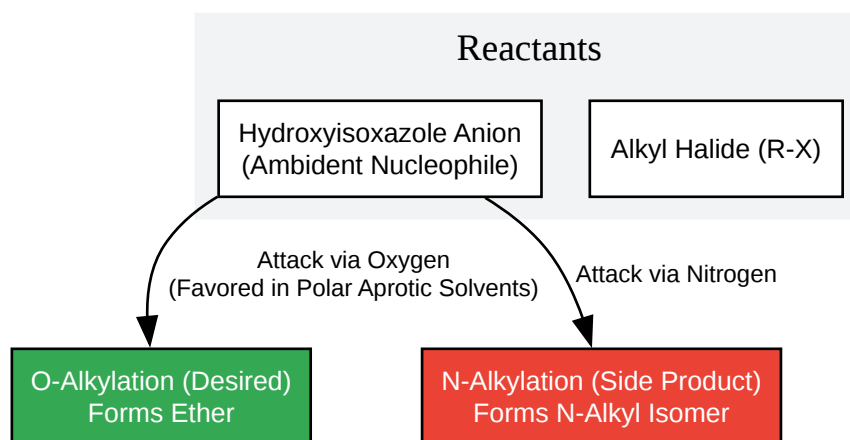 Reactants
Hydroxyisoxazole Anion
(Ambident Nucleophile)
Alkyl Halide (R-X)
Attack via Oxygen
(Favored in Polar Aprotic Solvents)
Attack via Nitrogen
O-Alkylation (Desired)
Forms Ether
N-Alkylation (Side Product)
Forms N-Alkyl Isomer